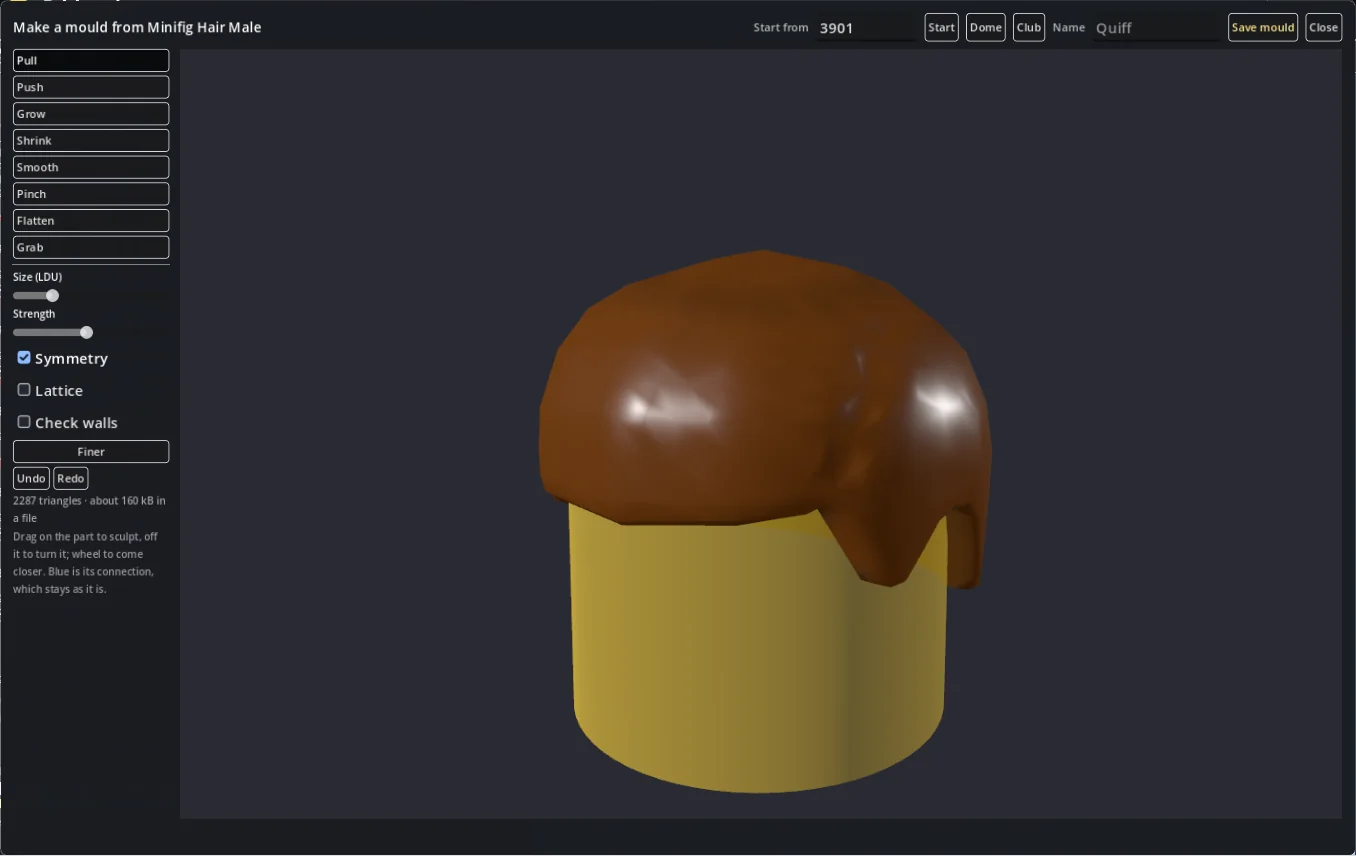 Make a mould from Minifig Hair Male
Start from 3901 Start Dome Club Name Quiff Save mould Close
Pull
Push
Grow
Shrink
Smooth
Pinch
Flatten
Grab
Size (LDU)
Strength
Symmetry
Lattice
Check walls
Finer
Undo Redo
2287 triangles · about 160 kB in
a file
Drag on the part to sculpt, off
it to turn it; wheel to come
closer. Blue is its connection,
which stays as it is.